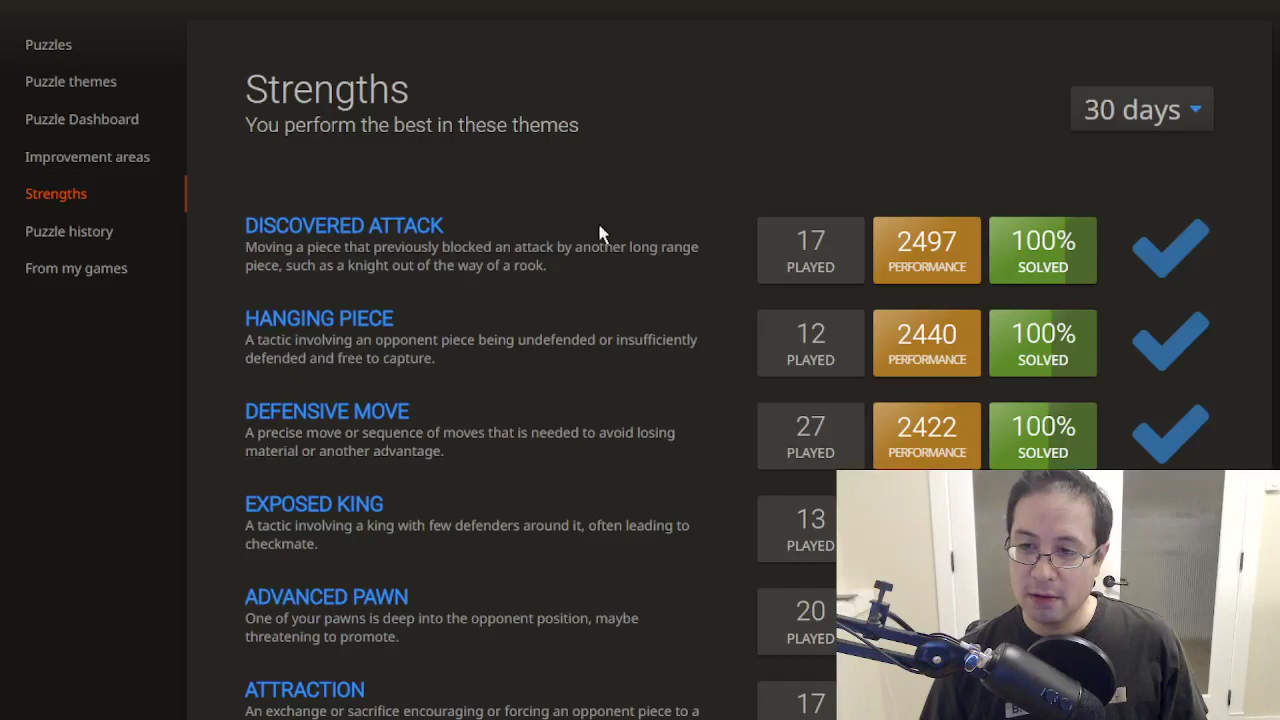 Puzzles
Puzzle themes
Puzzle Dashboard
Improvement areas
Strengths
Puzzle history
From my games
Strengths
You perform the best in these themes
30 days
DISCOVERED ATTACK
Moving a piece that previously blocked an attack by another long range
piece, such as a knight out of the way of a rook.
17
PLAYED
2497
PERFORMANCE
100%
SOLVED
HANGING PIECE
A tactic involving an opponent piece being undefended or insufficiently
defended and free to capture.
12
PLAYED
2440
PERFORMANCE
100%
SOLVED
DEFENSIVE MOVE
A precise move or sequence of moves that is needed to avoid losing
material or another advantage.
27
PLAYED
2422
PERFORMANCE
100%
SOLVED
EXPOSED KING
A tactic involving a king with few defenders around it, often leading to
checkmate.
13
PLAYED
ADVANCED PAWN
One of your pawns is deep into the opponent position, maybe
threatening to promote.
20
PLAYED
ATTRACTION
An exchange or sacrifice encouraging or forcing an opponent piece to a
17